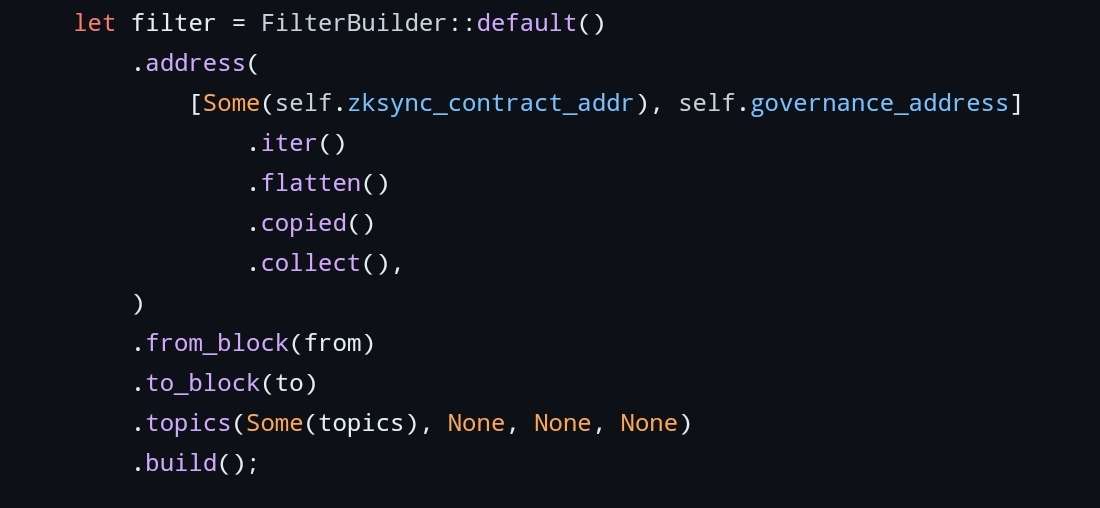 let filter = FilterBuilder::default()
.address(
[Some(self.zksync_contract_addr), self.governance_address]
.iter()
.flatten()
.copied()
.collect(),
)
.from_block(from)
.to_block(to)
.topics(Some(topics), None, None, None)
.build();